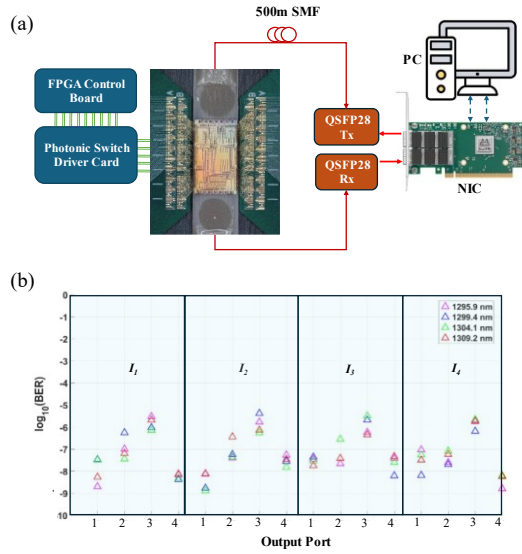 (a)
500m SMF
FPGA Control
Board
Photonic Switch
Driver Card
QSFP28
Tx
QSFP28
Rx
PC
NIC
(b)
log10(BER)
0
-1
-2
-3
-4
-5
-6
-7
-8
-9
10
I1
I2
I3
I4
1295.9 nm
1299.4 nm
1304.1 nm
1309.2 nm
1 2 3 4 1 2 3 4 1 2 3 4 1 2 3 4
Output Port